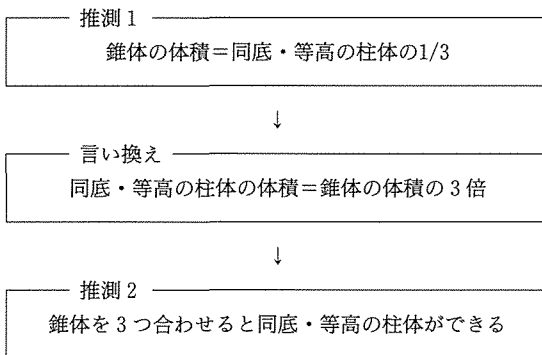 推測1
錐体の体積＝同底・等高の柱体の1/3
↓
言い換え
同底・等高の柱体の体積＝錐体の体積の3倍
↓
推測2
錐体を3つ合わせると同底・等高の柱体ができる